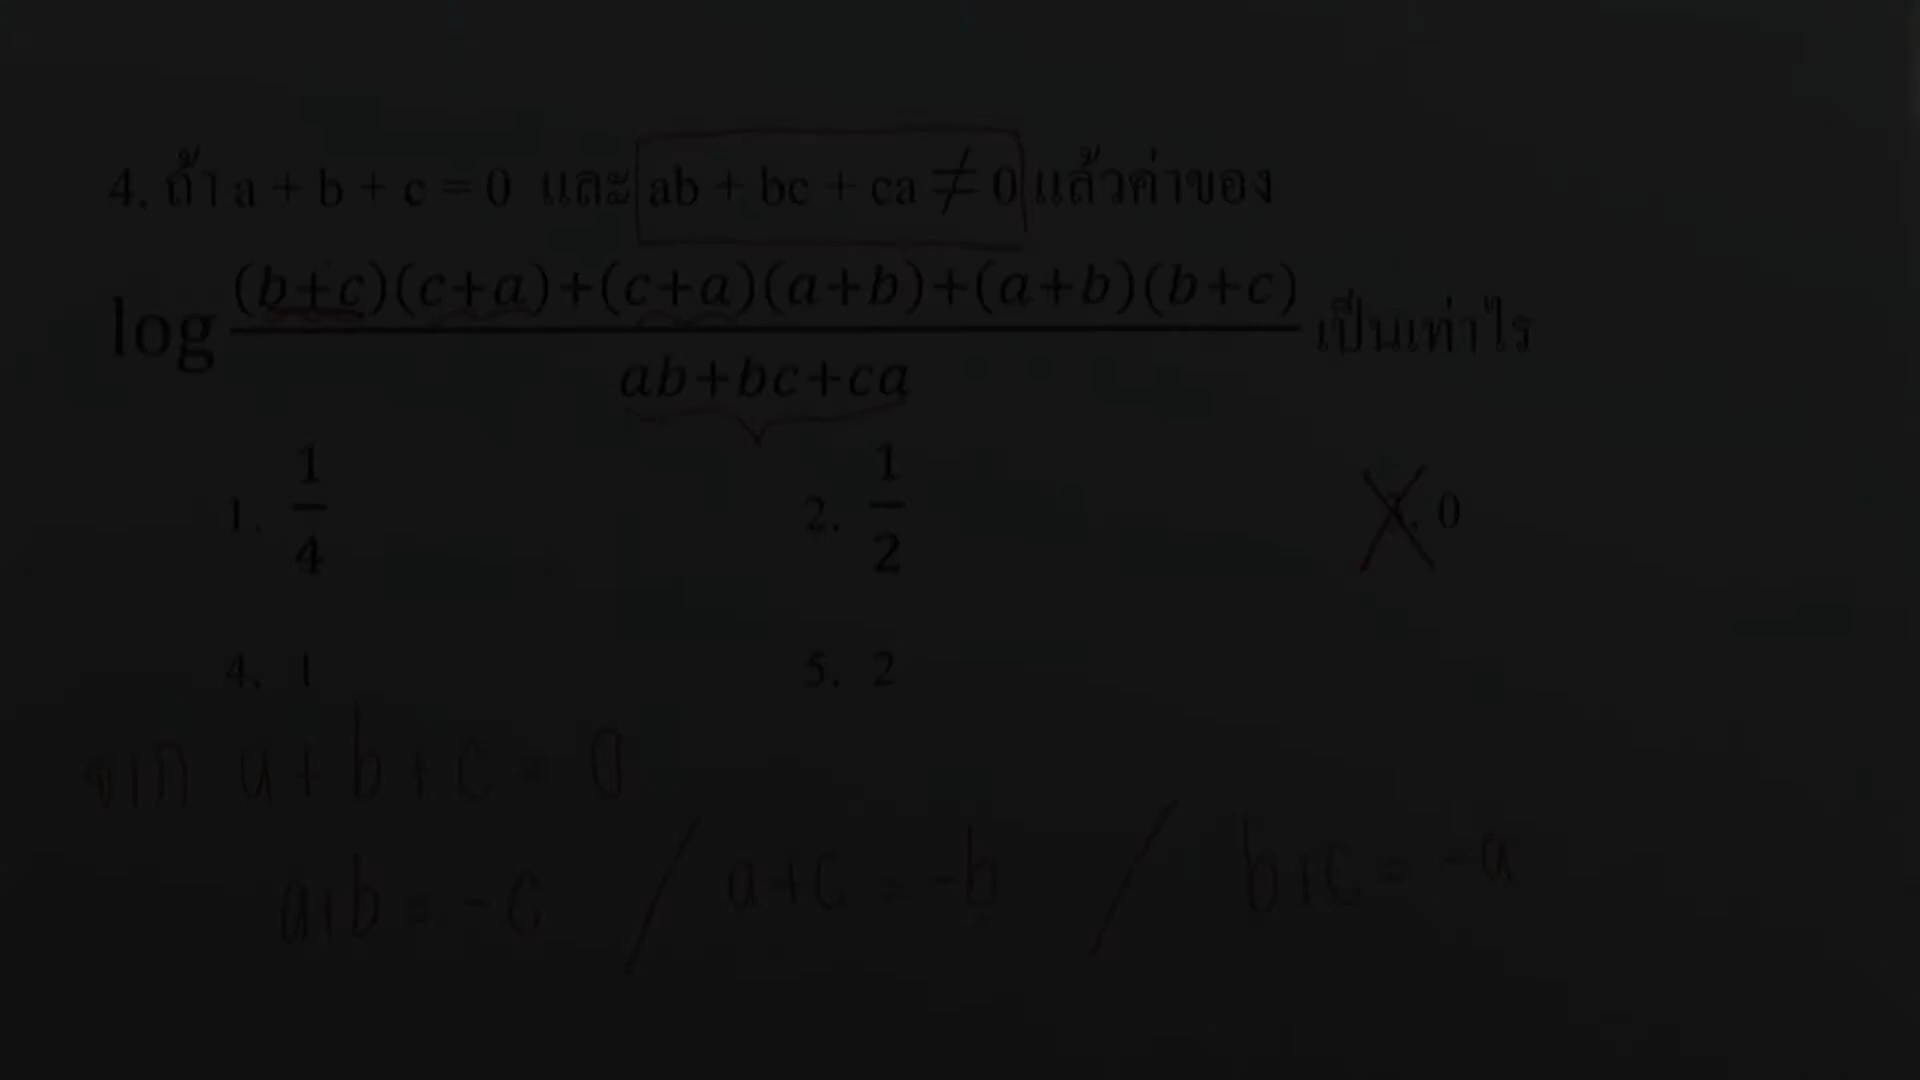 4. ถ้า a + b + c = 0 และ ab + bc + ca ≠ 0 แล้วค่าของ
log (b+c)(c+a)+(c+a)(a+b)+(a+b)(b+c) / ab+bc+ca เป็นเท่าไร
1. 1/4 2. 1/2 3. 0
4. 1 5. 2
จาก a + b + c = 0
a+b = -c / a+c = -b / b+c = -a